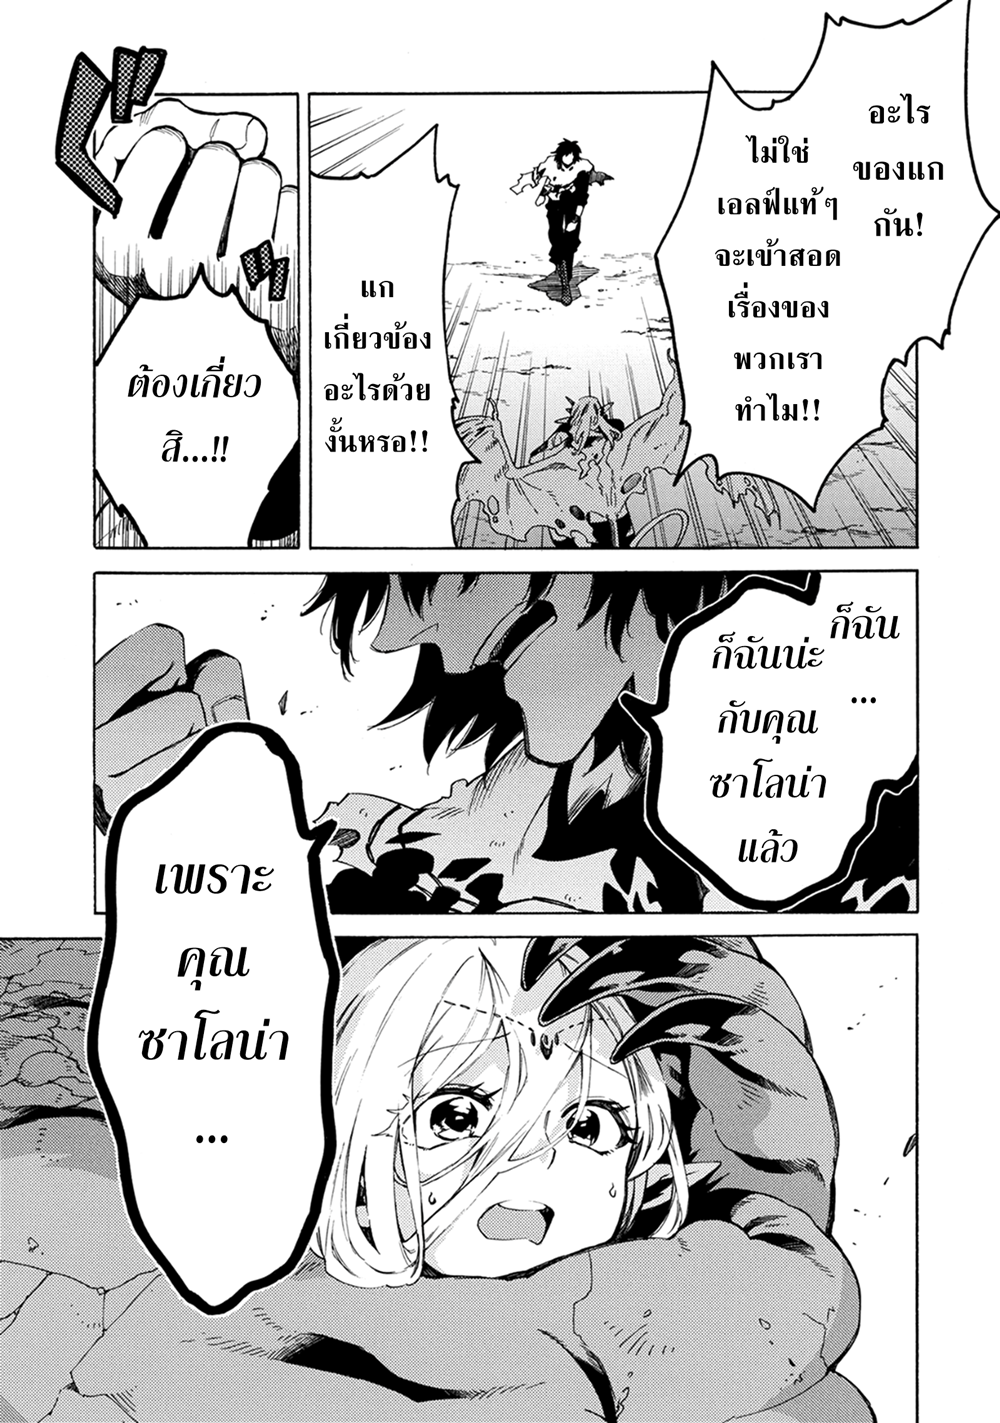 อะไร
ของแก
กัน!
ไม่ใช่
เอลฟ์แท้ๆ
จะเข้าสอด
เรื่องของ
พวกเรา
ทำไม!!
แก
เกี่ยวข้อง
อะไรด้วย
งั้นหรอ!!
ต้องเกี่ยว
สิ...!!
ก็ฉัน
...
ก็ฉันน่ะ
กับคุณ
ซาโลน่า
แล้ว
เพราะ
คุณ
ซาโลน่า
...